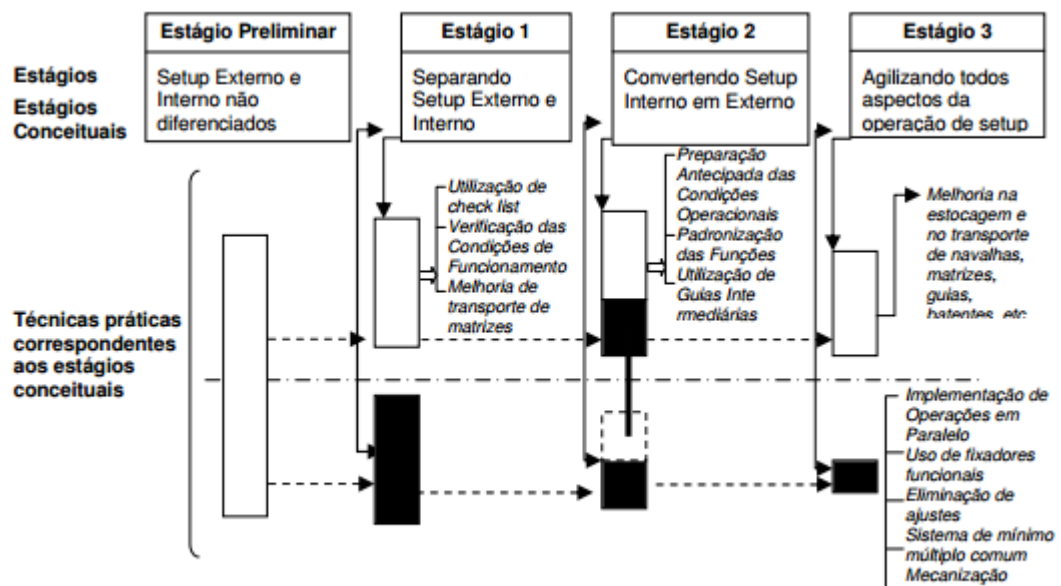 Estágio Preliminar
Estágio 1
Estágio 2
Estágio 3
Estágios
Estágios
Conceituais
Setup Externo e
Interno não
diferenciados
Separando
Setup Externo e
Interno
Convertendo Setup
Interno em Externo
Agilizando todos
aspectos da
operação de setup
Técnicas práticas
correspondentes
aos estágios
conceituais
Utilização de
check list
Verificação das
Condições de
Funcionamento
Melhoria de
transporte de
matrizes
Preparação
Antecipada das
Condições
Operacionais
Padronização
das Funções
Utilização de
Guias Inte
rmediárias
Melhoria na
estocagem e
no transporte
de navalhas,
matrizes,
guias,
batentes, etc
Implementação de
Operações em
Paralelo
Uso de fixadores
funcionais
Eliminação de
ajustes
Sistema de mínimo
múltiplo comum
Mecanização